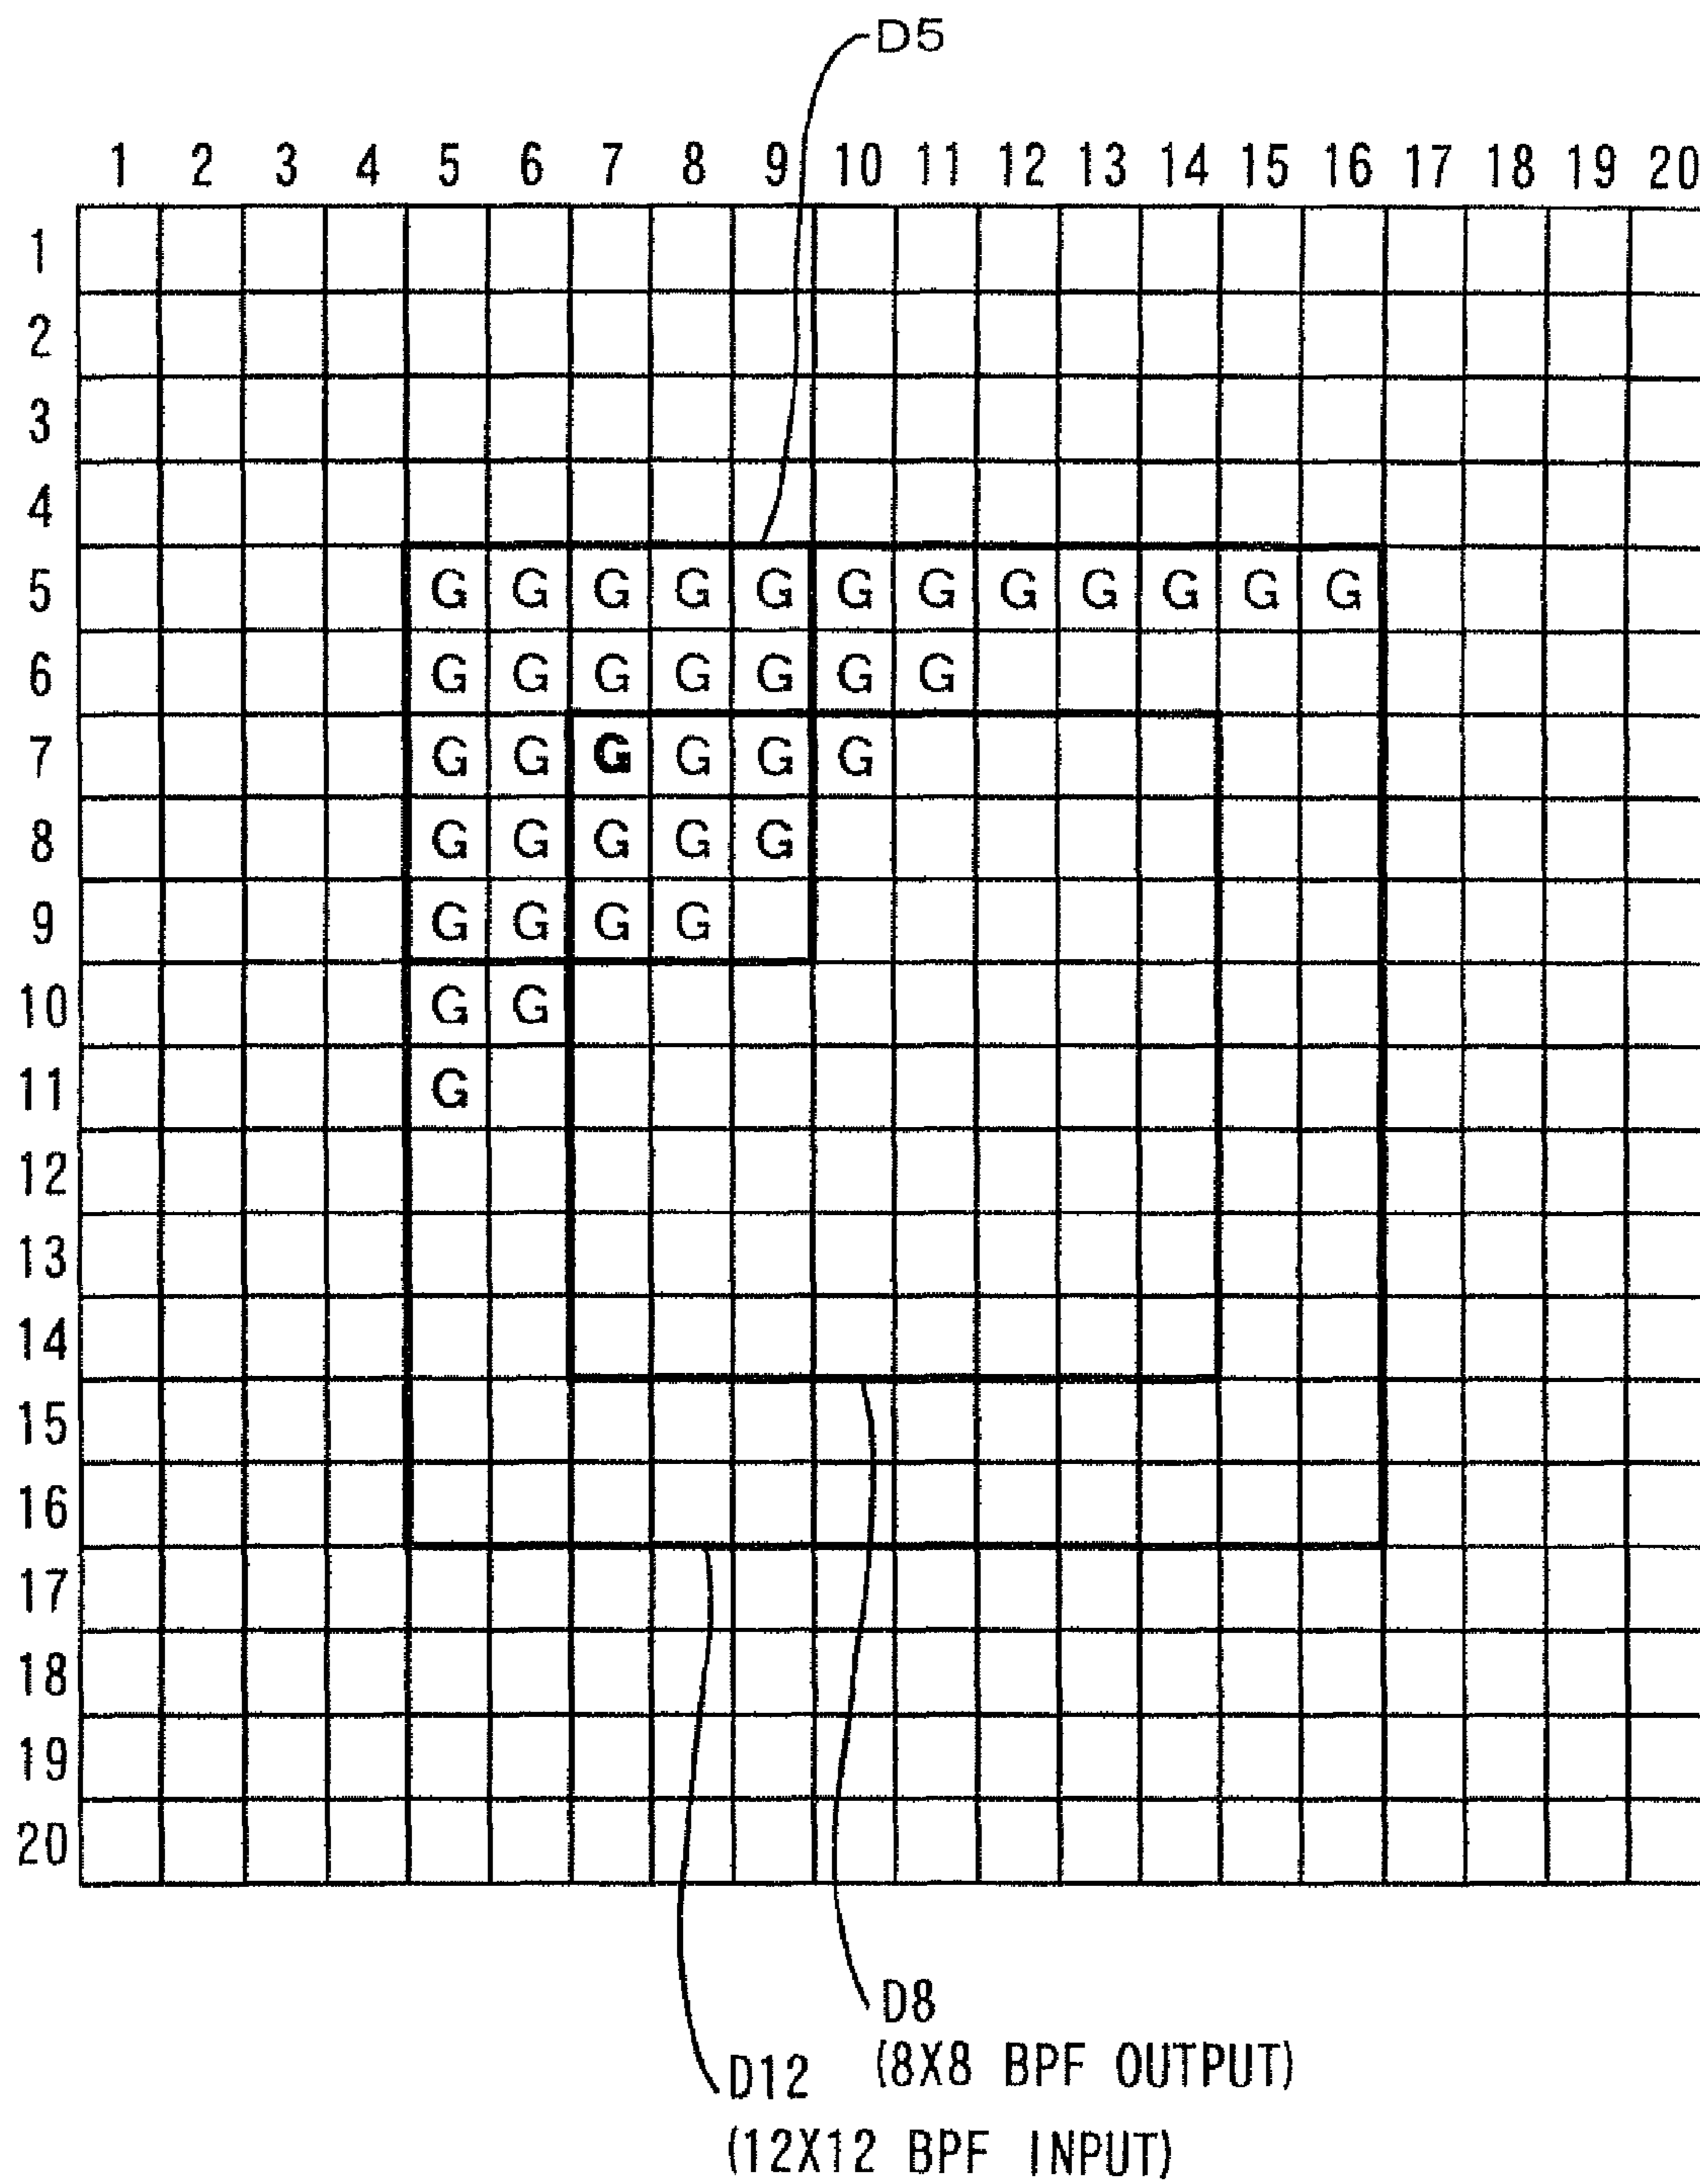 D5
1 2 3 4 5 6 7 8 9 10 11 12 13 14 15 16 17 18 19 20
1
2
3
4
5 G G G G G G G G G G G G
6 G G G G G G G
7 G G G G G G
8 G G G G G
9 G G G G
10 G G
11 G
12
13
14
15
16
17
18
19
20
D8
(8X8 BPF OUTPUT)
D12
(12X12 BPF INPUT)